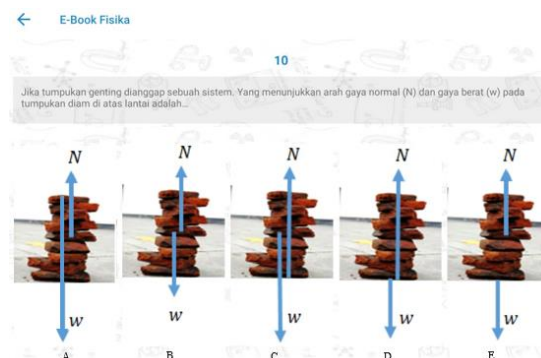 E-Book Fisika
10
Jika tumpukan genting dianggap sebuah sistem. Yang menunjukkan arah gaya normal (N) dan gaya berat (w) pada
tumpukan diam di atas lantai adalah...
N N N N N
w w w w w
A B C D E